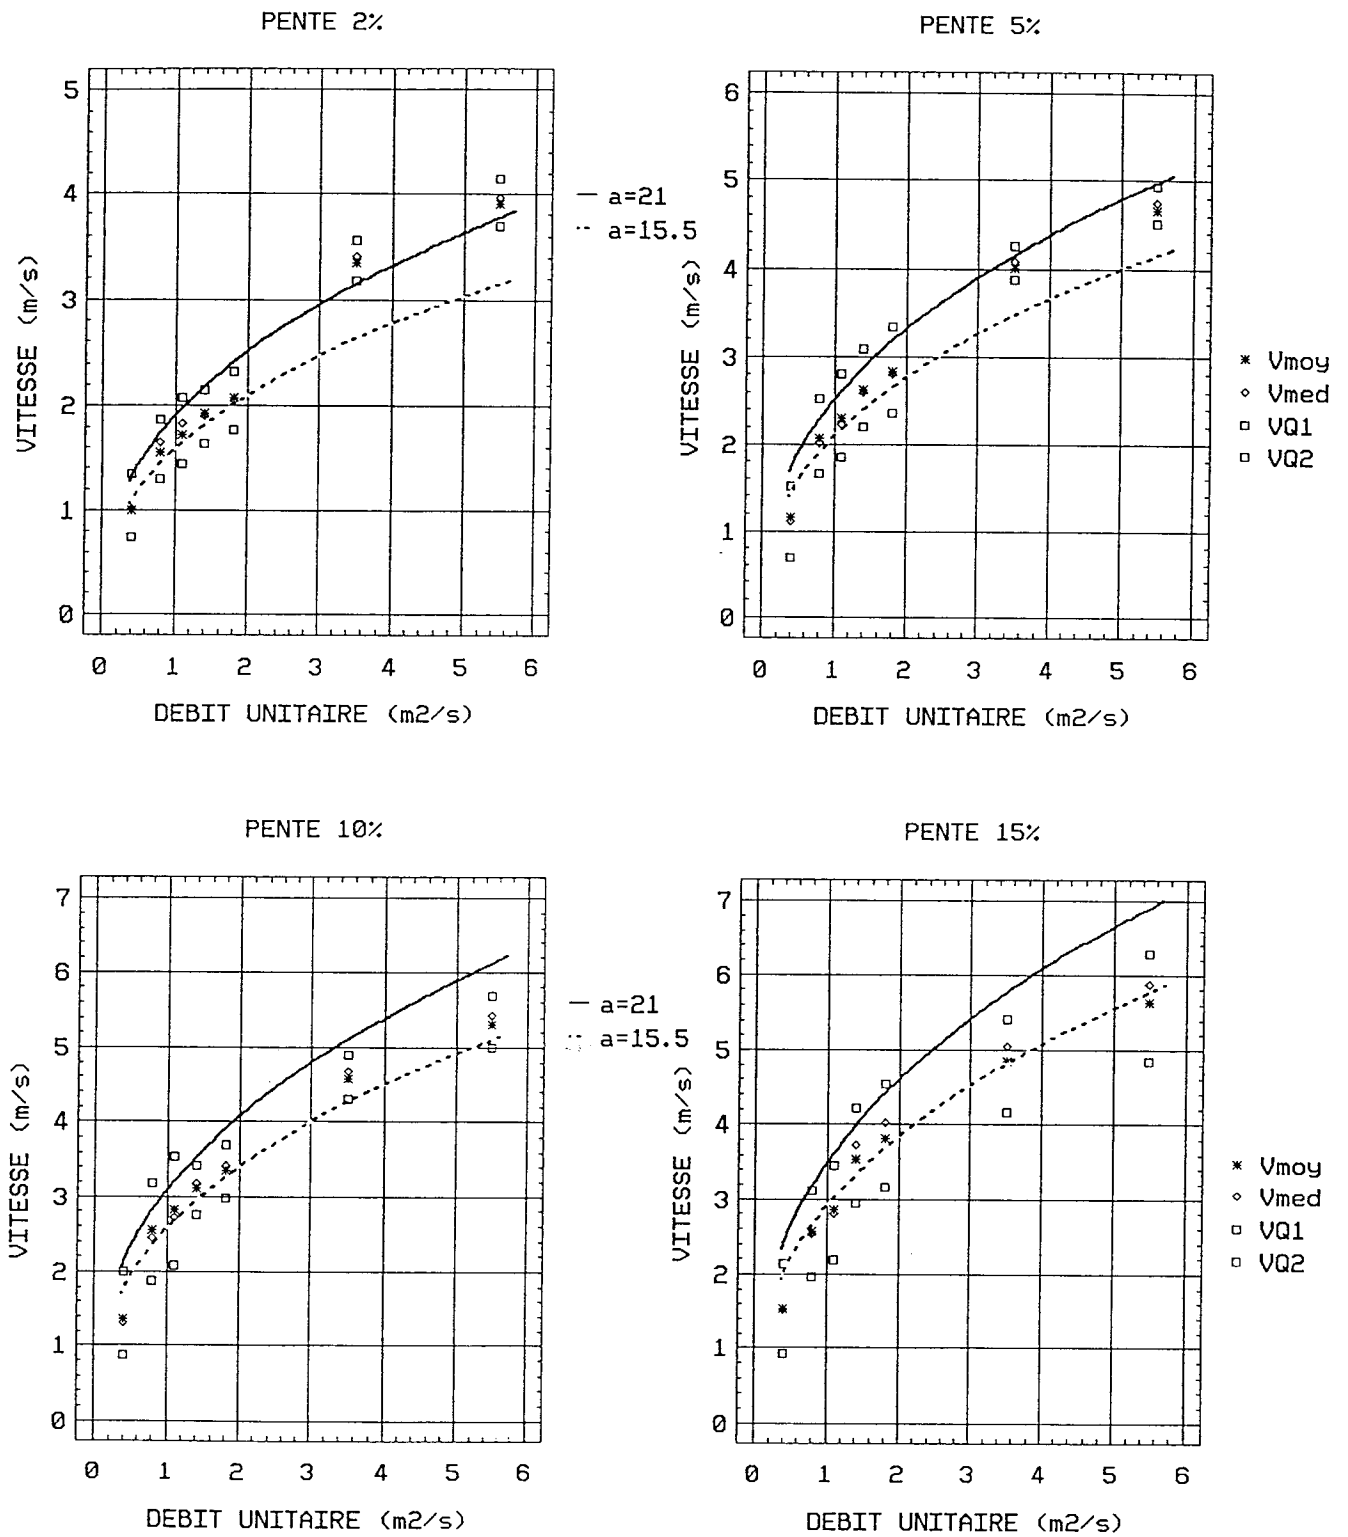 PENTE 2%
5
4
3
2
1
0
VITESSE (m/s)
0 1 2 3 4 5 6
DEBIT UNITAIRE (m2/s)
— a=21
-- a=15.5
PENTE 5%
6
5
4
3
2
1
0
VITESSE (m/s)
0 1 2 3 4 5 6
DEBIT UNITAIRE (m2/s)
Vmoy
Vmed
VQ1
VQ2
PENTE 10%
7
6
5
4
3
2
1
0
VITESSE (m/s)
0 1 2 3 4 5 6
DEBIT UNITAIRE (m2/s)
— a=21
-- a=15.5
PENTE 15%
7
6
5
4
3
2
1
0
VITESSE (m/s)
0 1 2 3 4 5 6
DEBIT UNITAIRE (m2/s)
Vmoy
Vmed
VQ1
VQ2